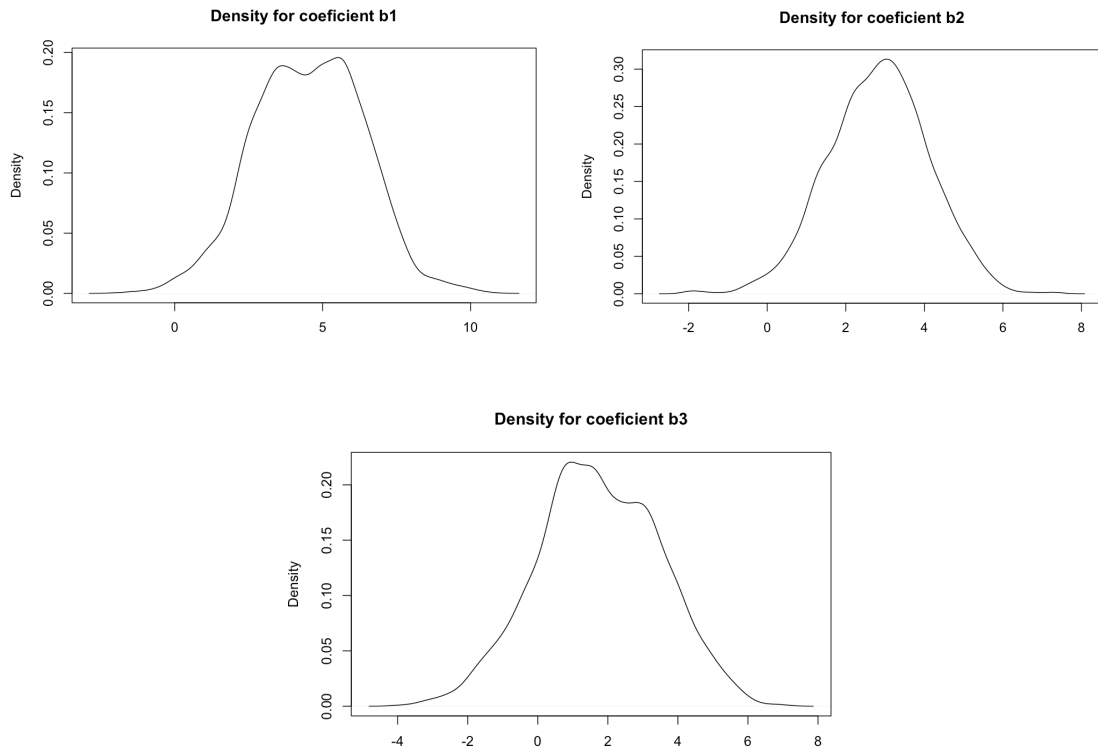 Density for coeficient b1
Density
0.00 0.05 0.10 0.15 0.20
0 5 10
Density for coeficient b2
Density
0.00 0.05 0.10 0.15 0.20 0.25 0.30
-2 0 2 4 6 8
Density for coeficient b3
Density
0.00 0.05 0.10 0.15 0.20
-4 -2 0 2 4 6 8